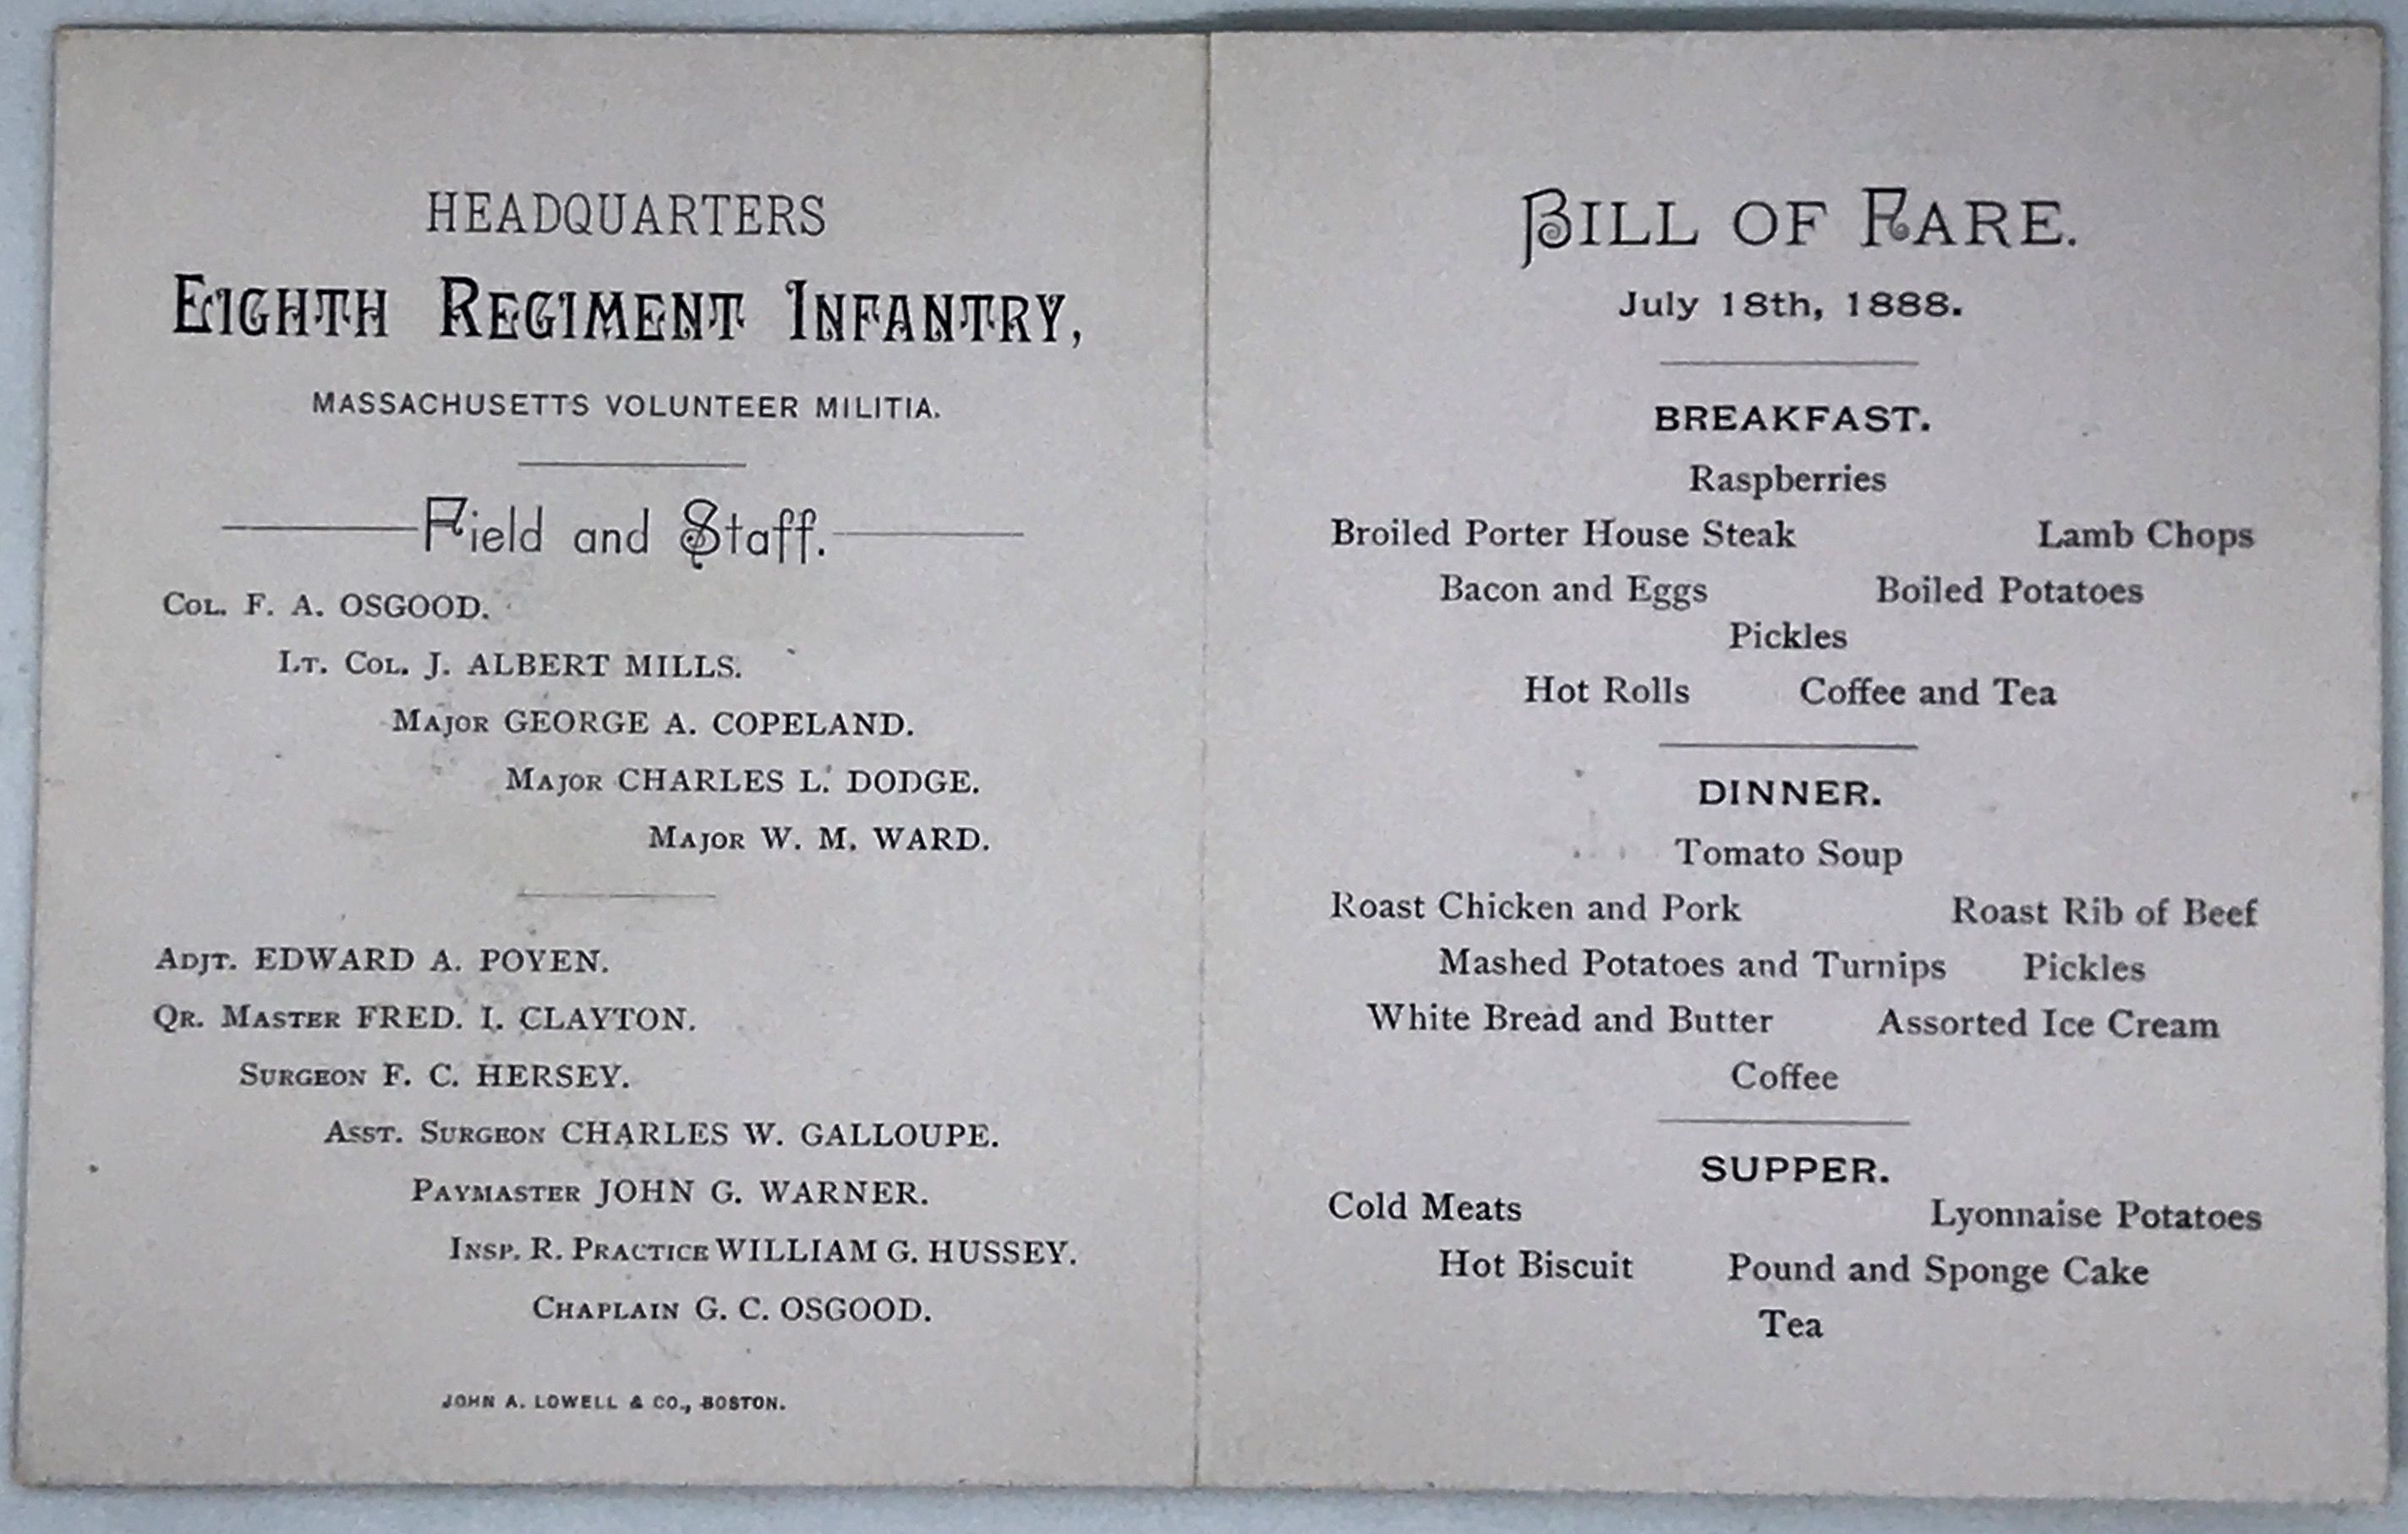 HEADQUARTERS
EIGHTH REGIMENT INFANTRY,
MASSACHUSETTS VOLUNTEER MILITIA.
Field and Staff.
COL. F. A. OSGOOD.
LT. COL. J. ALBERT MILLS.
MAJOR GEORGE A. COPELAND.
MAJOR CHARLES L. DODGE.
MAJOR W. M. WARD.
ADJT. EDWARD A. POYEN.
QR. MASTER FRED. I. CLAYTON.
SURGEON F. C. HERSEY.
ASST. SURGEON CHARLES W. GALLOUPE.
PAYMASTER JOHN G. WARNER.
INSP. R. PRACTICE WILLIAM G. HUSSEY.
CHAPLAIN G. C. OSGOOD.
JOHN A. LOWELL & CO., BOSTON.
BILL OF FARE.
July 18th, 1888.
BREAKFAST.
Raspberries
Broiled Porter House Steak Lamb Chops
Bacon and Eggs Boiled Potatoes
Pickles
Hot Rolls Coffee and Tea
DINNER.
Tomato Soup
Roast Chicken and Pork Roast Rib of Beef
Mashed Potatoes and Turnips Pickles
White Bread and Butter Assorted Ice Cream
Coffee
SUPPER.
Cold Meats Lyonnaise Potatoes
Hot Biscuit Pound and Sponge Cake
Tea